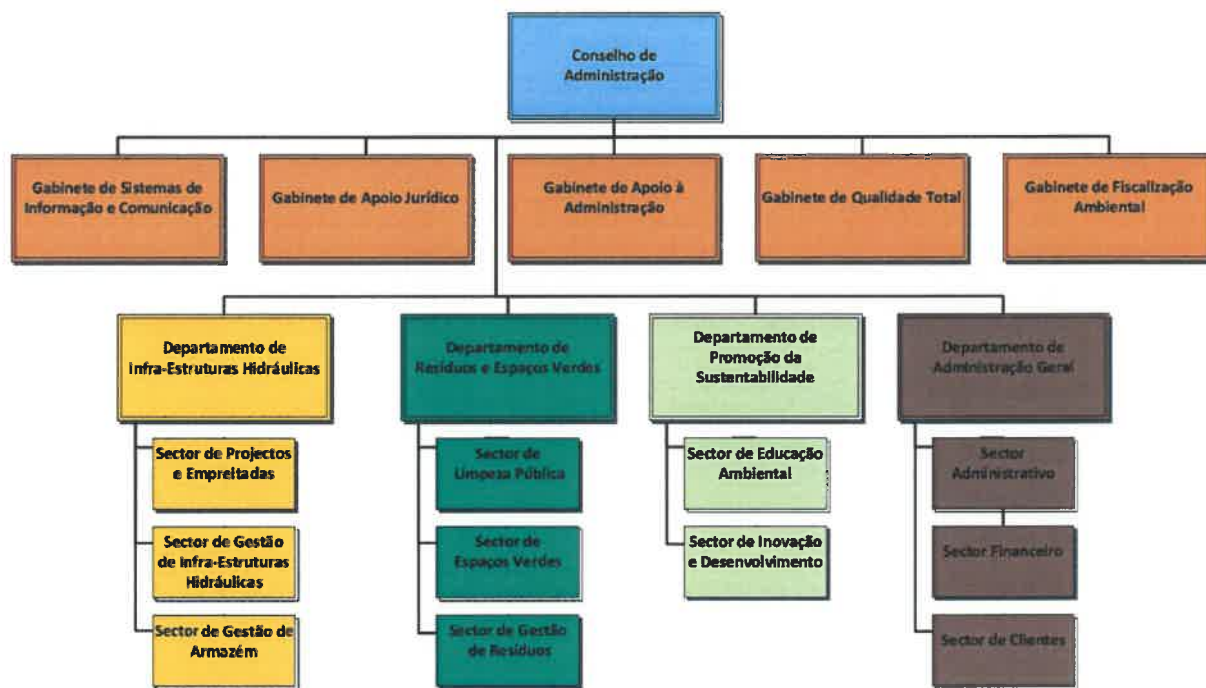 Conselho de
Administração
Gabinete de Sistemas de
Informação e Comunicação
Gabinete de Apoio Jurídico
Gabinete de Apoio à
Administração
Gabinete de Qualidade Total
Gabinete de Fiscalização
Ambiental
Departamento de
Infra-Estruturas Hidráulicas
Departamento de
Resíduos e Espaços Verdes
Departamento de
Promoção da
Sustentabilidade
Departamento de
Administração Geral
Sector de Projectos
e Empreitadas
Sector de
Limpeza Pública
Sector de Educação
Ambiental
Sector
Administrativo
Sector de Gestão
de Infra-Estruturas
Hidráulicas
Sector de
Espaços Verdes
Sector de Inovação
e Desenvolvimento
Sector Financeiro
Sector de Gestão de
Armazém
Sector de Gestão
de Resíduos
Sector de Clientes